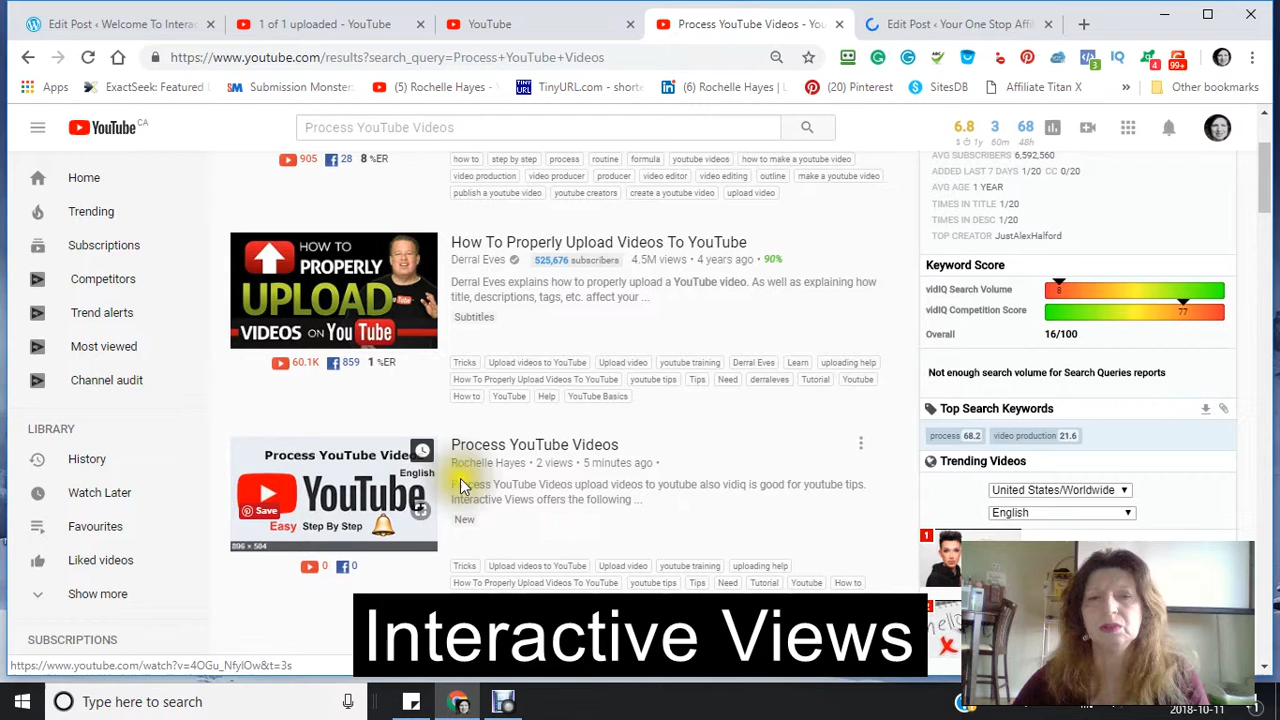 Edit Post ‹ Welcome To Interac
1 of 1 uploaded - YouTube
YouTube
Process YouTube Videos - You
Edit Post ‹ Your One Stop Affil
https://www.youtube.com/results?search_query=Process+YouTube+Videos
Apps
ExactSeek: Featured L
Submission Monster
(5) Rochelle Hayes -
TinyURL.com - shorte
(6) Rochelle Hayes | L
(20) Pinterest
SitesDB
Affiliate Titan X
»
Other bookmarks
YouTube CA
Process YouTube Videos
6.8 3 68
$ 1y 60m 48h
Home
Trending
Subscriptions
Competitors
Trend alerts
Most viewed
Channel audit
LIBRARY
History
Watch Later
Favourites
Liked videos
Show more
SUBSCRIPTIONS
905 28 8 %ER
how to step by step process routine formula youtube videos how to make a youtube video
video production video producer producer video editor video editing outline make a youtube video
publish a youtube video youtube creators create a youtube video upload video
HOW TO
PROPERLY
UPLOAD
VIDEOS ON YouTube
60.1K 859 1 %ER
How To Properly Upload Videos To YouTube
Derral Eves 525,676 subscribers 4.5M views • 4 years ago • 90%
Derral Eves explains how to properly upload a YouTube video. As well as explaining how
title, descriptions, tags, etc. affect your ...
Subtitles
Tricks Upload videos to YouTube Upload video youtube training Derral Eves Learn uploading help
How To Properly Upload Videos To YouTube youtube tips Tips Need derraleves Tutorial Youtube
How to YouTube Help YouTube Basics
Process YouTube Video
English
YouTube
Save
Easy Step By Step
896 × 504
0 0
Process YouTube Videos
Rochelle Hayes • 2 views • 5 minutes ago •
Process YouTube Videos upload videos to youtube also vidiq is good for youtube tips.
Interactive Views offers the following ...
New
Tricks Upload videos to YouTube Upload video youtube training uploading help
How To Properly Upload Videos To YouTube youtube tips Tips Need Tutorial Youtube How to
AVG SUBSCRIBERS 6,592,560
ADDED LAST 7 DAYS 1/20 CC 0/20
AVG AGE 1 YEAR
TIMES IN TITLE 1/20
TIMES IN DESC 1/20
TOP CREATOR JustAlexHalford
Keyword Score
vidIQ Search Volume 8
vidIQ Competition Score 77
Overall 16/100
Not enough search volume for Search Queries reports
Top Search Keywords
process 68.2 video production 21.6
Trending Videos
United States/Worldwide
English
1
2
Hello
Interactive Views
https://www.youtube.com/watch?v=4OGu_NfyIOw&t=3s
Type here to search
2018-10-11